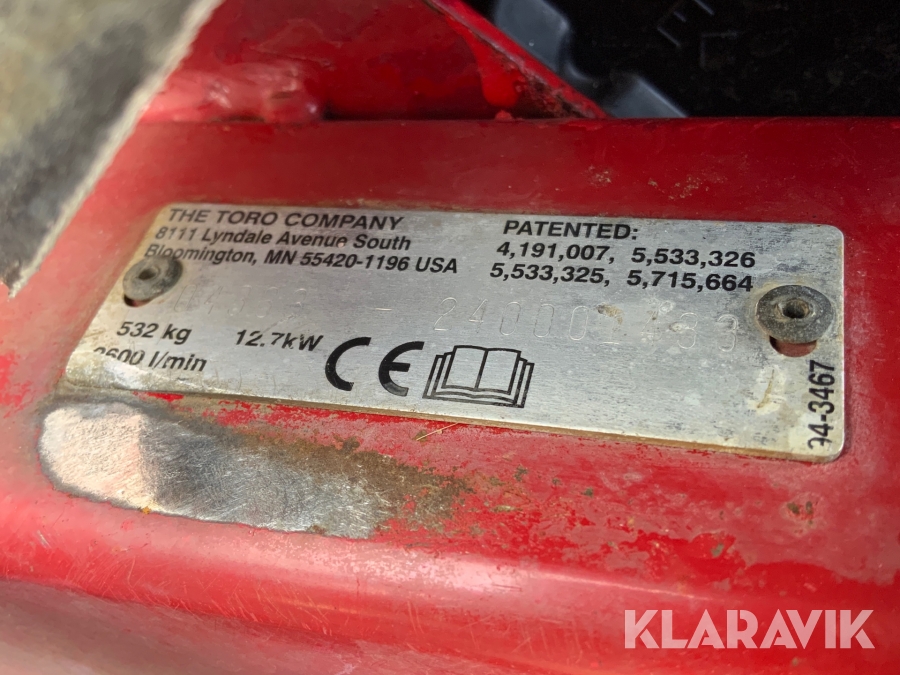 THE TORO COMPANY
8111 Lyndale Avenue South
Bloomington, MN 55420-1196 USA
PATENTED:
4,191,007, 5,533,326
5,533,325, 5,715,664
532 kg 12.7kW
l/min
CE
94-3467
KLARAVIK